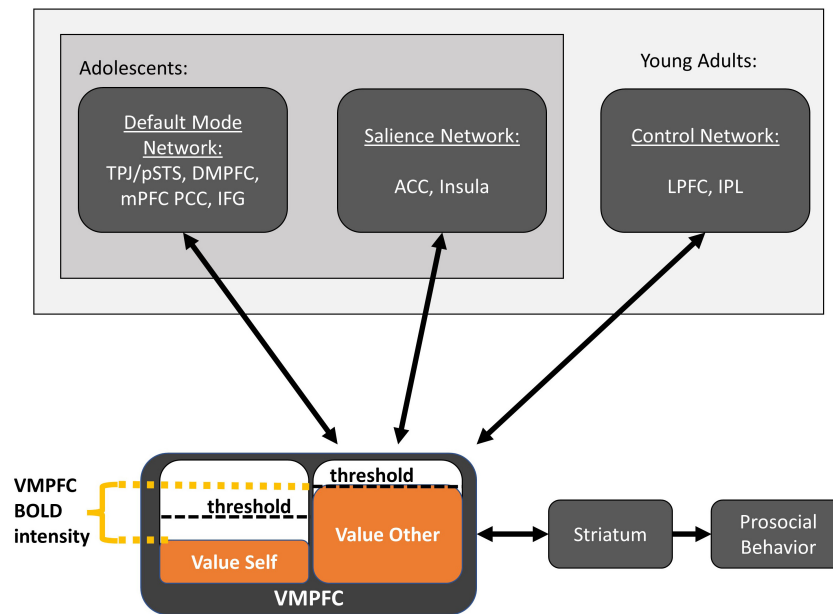 Adolescents:
Young Adults:
Default Mode
Network:
TPJ/pSTS, DMPFC,
mPFC PCC, IFG
Salience Network:
ACC, Insula
Control Network:
LPFC, IPL
VMPFC
BOLD
intensity
threshold
threshold
Value Self
Value Other
VMPFC
Striatum
Prosocial
Behavior